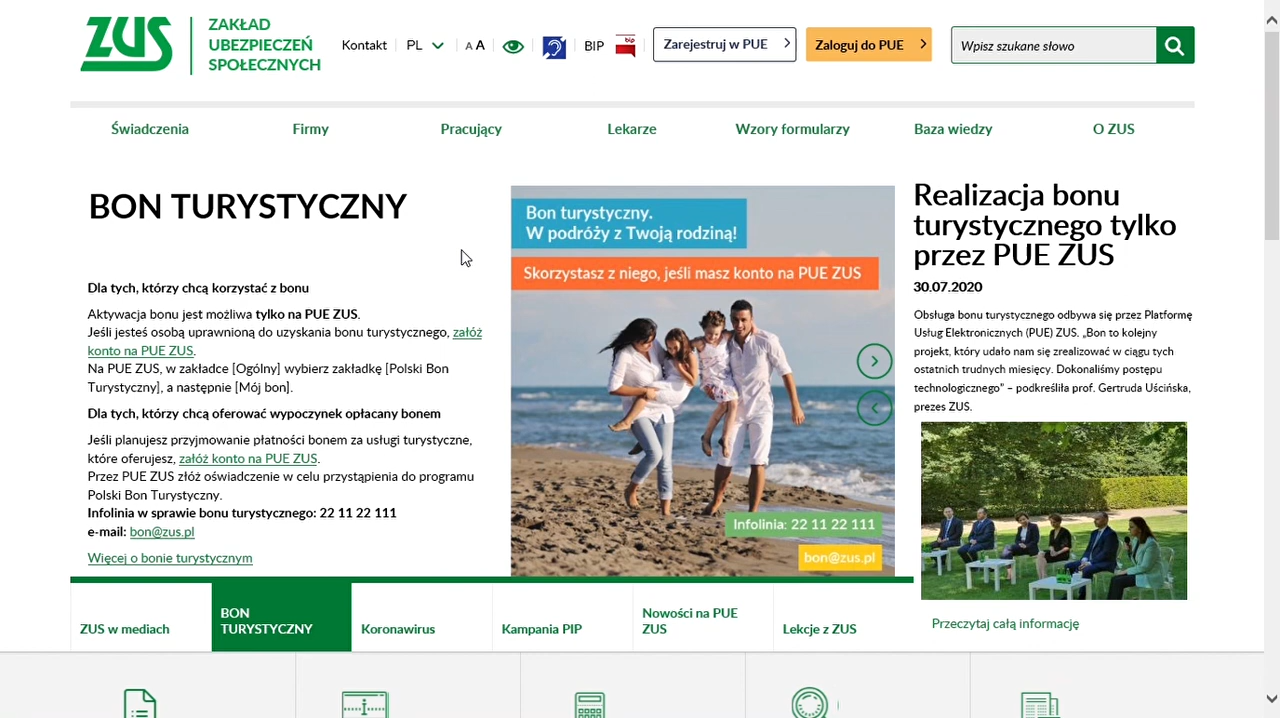 ZUS
ZAKŁAD
UBEZPIECZEŃ
SPOŁECZNYCH
Kontakt
PL
A A
BIP
bip
Zarejestruj w PUE
Zaloguj do PUE
Wpisz szukane słowo
Świadczenia
Firmy
Pracujący
Lekarze
Wzory formularzy
Baza wiedzy
O ZUS
BON TURYSTYCZNY
Dla tych, którzy chcą korzystać z bonu
Aktywacja bonu jest możliwa tylko na PUE ZUS.
Jeśli jesteś osobą uprawnioną do uzyskania bonu turystycznego, załóż
konto na PUE ZUS.
Na PUE ZUS, w zakładce [Ogólny] wybierz zakładkę [Polski Bon
Turystyczny], a następnie [Mój bon].
Dla tych, którzy chcą oferować wypoczynek opłacany bonem
Jeśli planujesz przyjmowanie płatności bonem za usługi turystyczne,
które oferujesz, załóż konto na PUE ZUS.
Przez PUE ZUS złóż oświadczenie w celu przystąpienia do programu
Polski Bon Turystyczny.
Infolinia w sprawie bonu turystycznego: 22 11 22 111
e-mail: bon@zus.pl
Więcej o bonie turystycznym
Bon turystyczny.
W podróży z Twoją rodziną!
Skorzystasz z niego, jeśli masz konto na PUE ZUS
Infolinia: 22 11 22 111
bon@zus.pl
Realizacja bonu
turystycznego tylko
przez PUE ZUS
30.07.2020
Obsługa bonu turystycznego odbywa się przez Platformę
Usług Elektronicznych (PUE) ZUS. „Bon to kolejny
projekt, który udało nam się zrealizować w ciągu tych
ostatnich trudnych miesięcy. Dokonaliśmy postępu
technologicznego” – podkreśliła prof. Gertruda Uścińska,
prezes ZUS.
Przeczytaj całą informację
ZUS w mediach
BON
TURYSTYCZNY
Koronawirus
Kampania PIP
Nowości na PUE
ZUS
Lekcje z ZUS